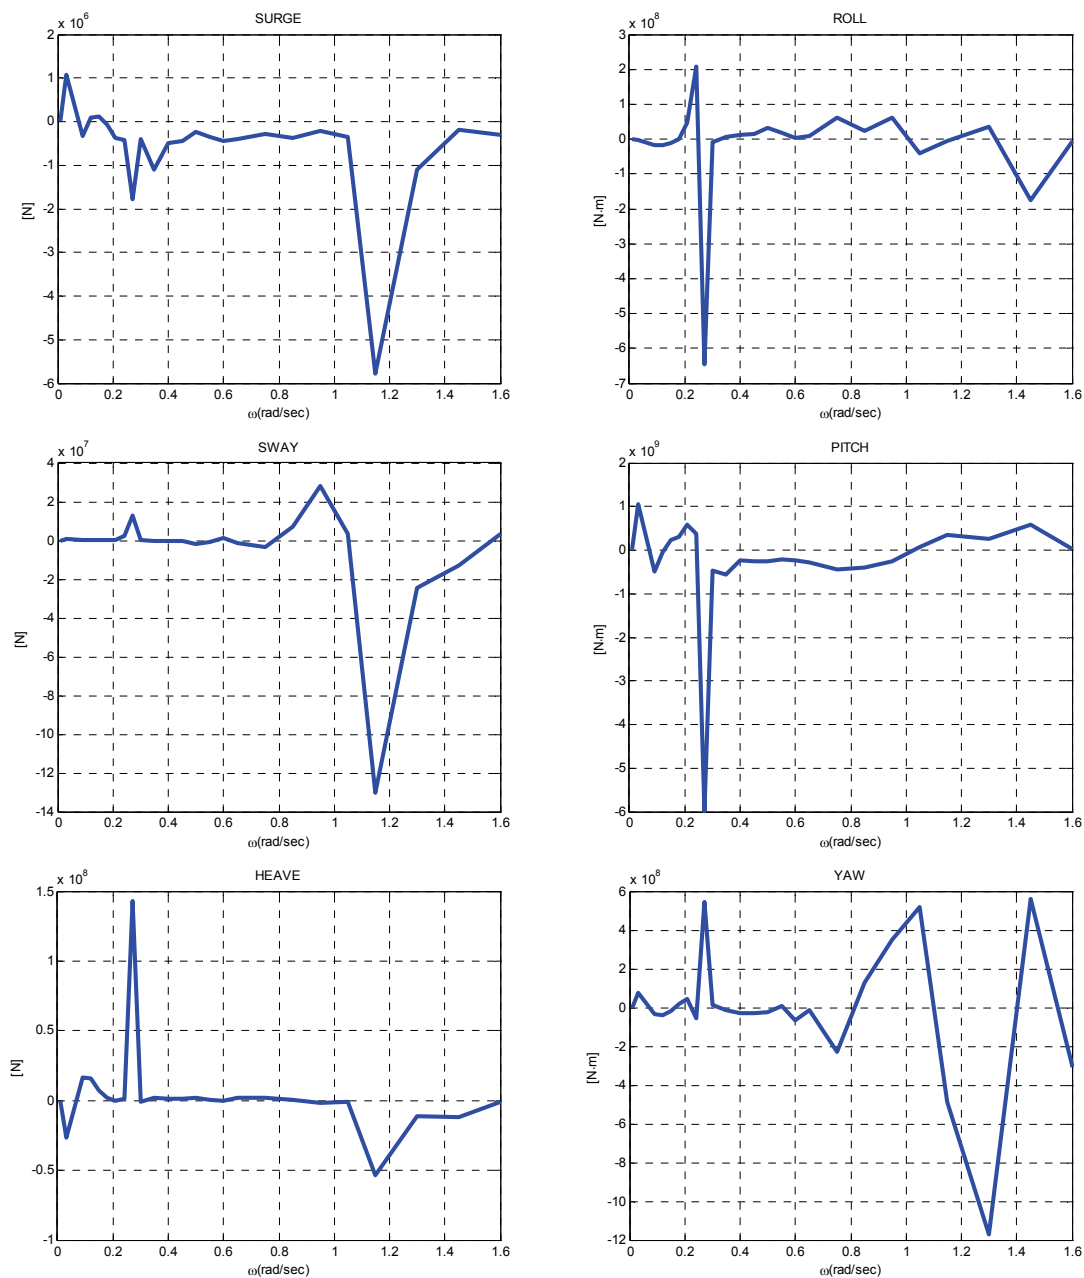 SURGE
x 10^6
2
1
0
-1
-2
-3
-4
-5
-6
[N]
0 0.2 0.4 0.6 0.8 1 1.2 1.4 1.6
ω(rad/sec)
ROLL
x 10^8
3
2
1
0
-1
-2
-3
-4
-5
-6
-7
[N·m]
0 0.2 0.4 0.6 0.8 1 1.2 1.4 1.6
ω(rad/sec)
SWAY
x 10^7
4
2
0
-2
-4
-6
-8
-10
-12
-14
[N]
0 0.2 0.4 0.6 0.8 1 1.2 1.4 1.6
ω(rad/sec)
PITCH
x 10^9
2
1
0
-1
-2
-3
-4
-5
-6
[N·m]
0 0.2 0.4 0.6 0.8 1 1.2 1.4 1.6
ω(rad/sec)
HEAVE
x 10^8
1.5
1
0.5
0
-0.5
-1
[N]
0 0.2 0.4 0.6 0.8 1 1.2 1.4 1.6
ω(rad/sec)
YAW
x 10^8
6
4
2
0
-2
-4
-6
-8
-10
-12
[N·m]
0 0.2 0.4 0.6 0.8 1 1.2 1.4 1.6
ω(rad/sec)